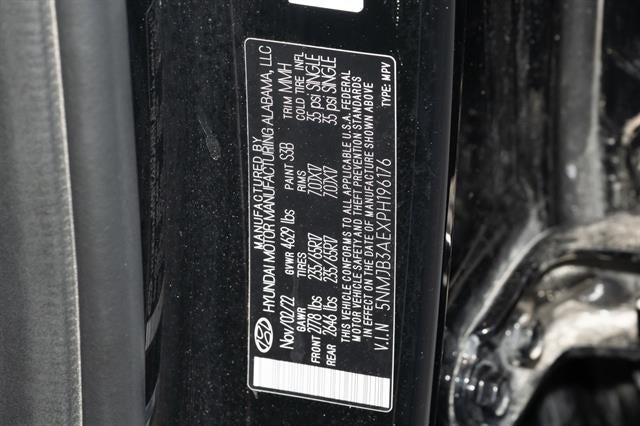 MANUFACTURED BY
HYUNDAI MOTOR MANUFACTURING ALABAMA, LLC
Nov/02/22 GVWR 4629 lbs PAINT S3B TRIM MMH
GAWR TIRES RIMS COLD TIRE INFL
FRONT 2778 lbs 235/65R17 7.0JX17 35 psi SINGLE
REAR 2646 lbs 235/65R17 7.0JX17 35 psi SINGLE
THIS VEHICLE CONFORMS TO ALL APPLICABLE U.S.A. FEDERAL
MOTOR VEHICLE SAFETY AND THEFT PREVENTION STANDARDS
IN EFFECT ON THE DATE OF MANUFACTURE SHOWN ABOVE
V.I.N 5NMJB3AEXPH196176 TYPE: MPV